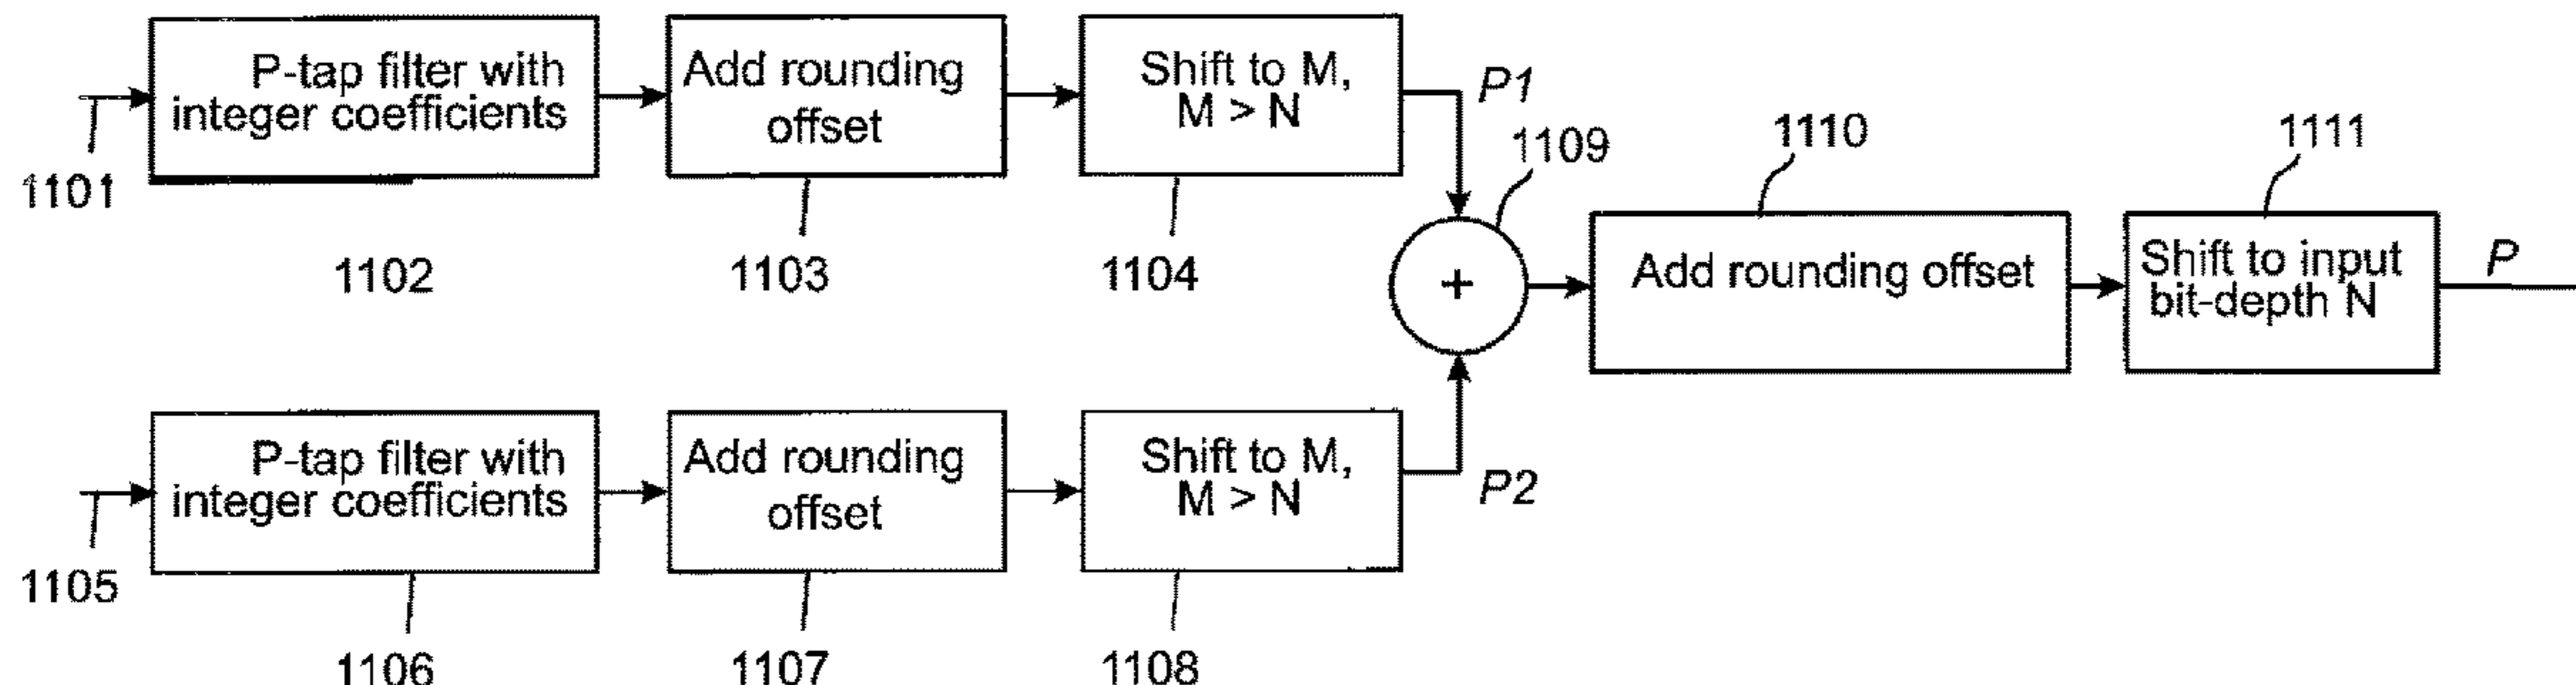 P-tap filter with
integer coefficients
Add rounding
offset
Shift to M,
M > N
P1
1101
1102
1103
1104
1109
1110
1111
+
Add rounding offset
Shift to input
bit-depth N
P
P-tap filter with
integer coefficients
Add rounding
offset
Shift to M,
M > N
P2
1105
1106
1107
1108